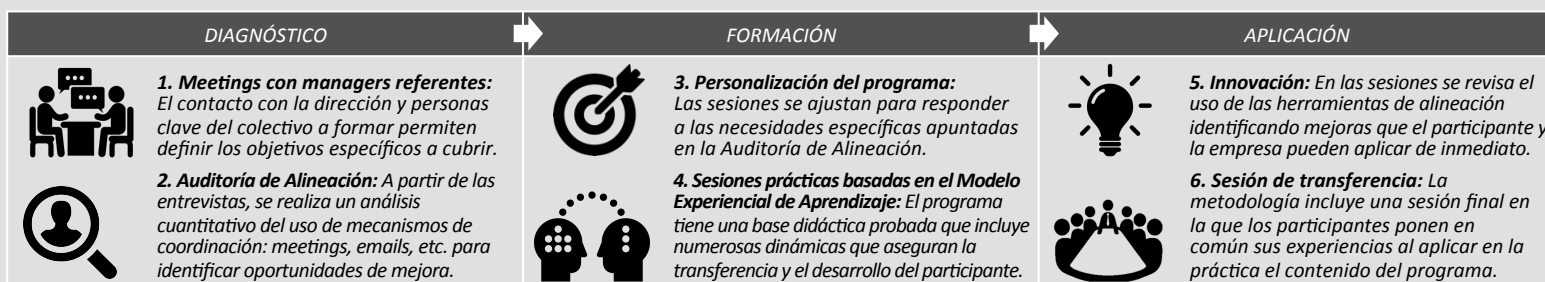 DIAGNÓSTICO
1. Meetings con managers referentes:
El contacto con la dirección y personas
clave del colectivo a formar permiten
definir los objetivos específicos a cubrir.
2. Auditoría de Alineación: A partir de las
entrevistas, se realiza un análisis
cuantitativo del uso de mecanismos de
coordinación: meetings, emails, etc. para
identificar oportunidades de mejora.
FORMACIÓN
3. Personalización del programa:
Las sesiones se ajustan para responder
a las necesidades específicas apuntadas
en la Auditoría de Alineación.
4. Sesiones prácticas basadas en el Modelo
Experiencial de Aprendizaje: El programa
tiene una base didáctica probada que incluye
numerosas dinámicas que aseguran la
transferencia y el desarrollo del participante.
APLICACIÓN
5. Innovación: En las sesiones se revisa el
uso de las herramientas de alineación
identificando mejoras que el participante y
la empresa pueden aplicar de inmediato.
6. Sesión de transferencia: La
metodología incluye una sesión final en
la que los participantes ponen en
común sus experiencias al aplicar en la
práctica el contenido del programa.